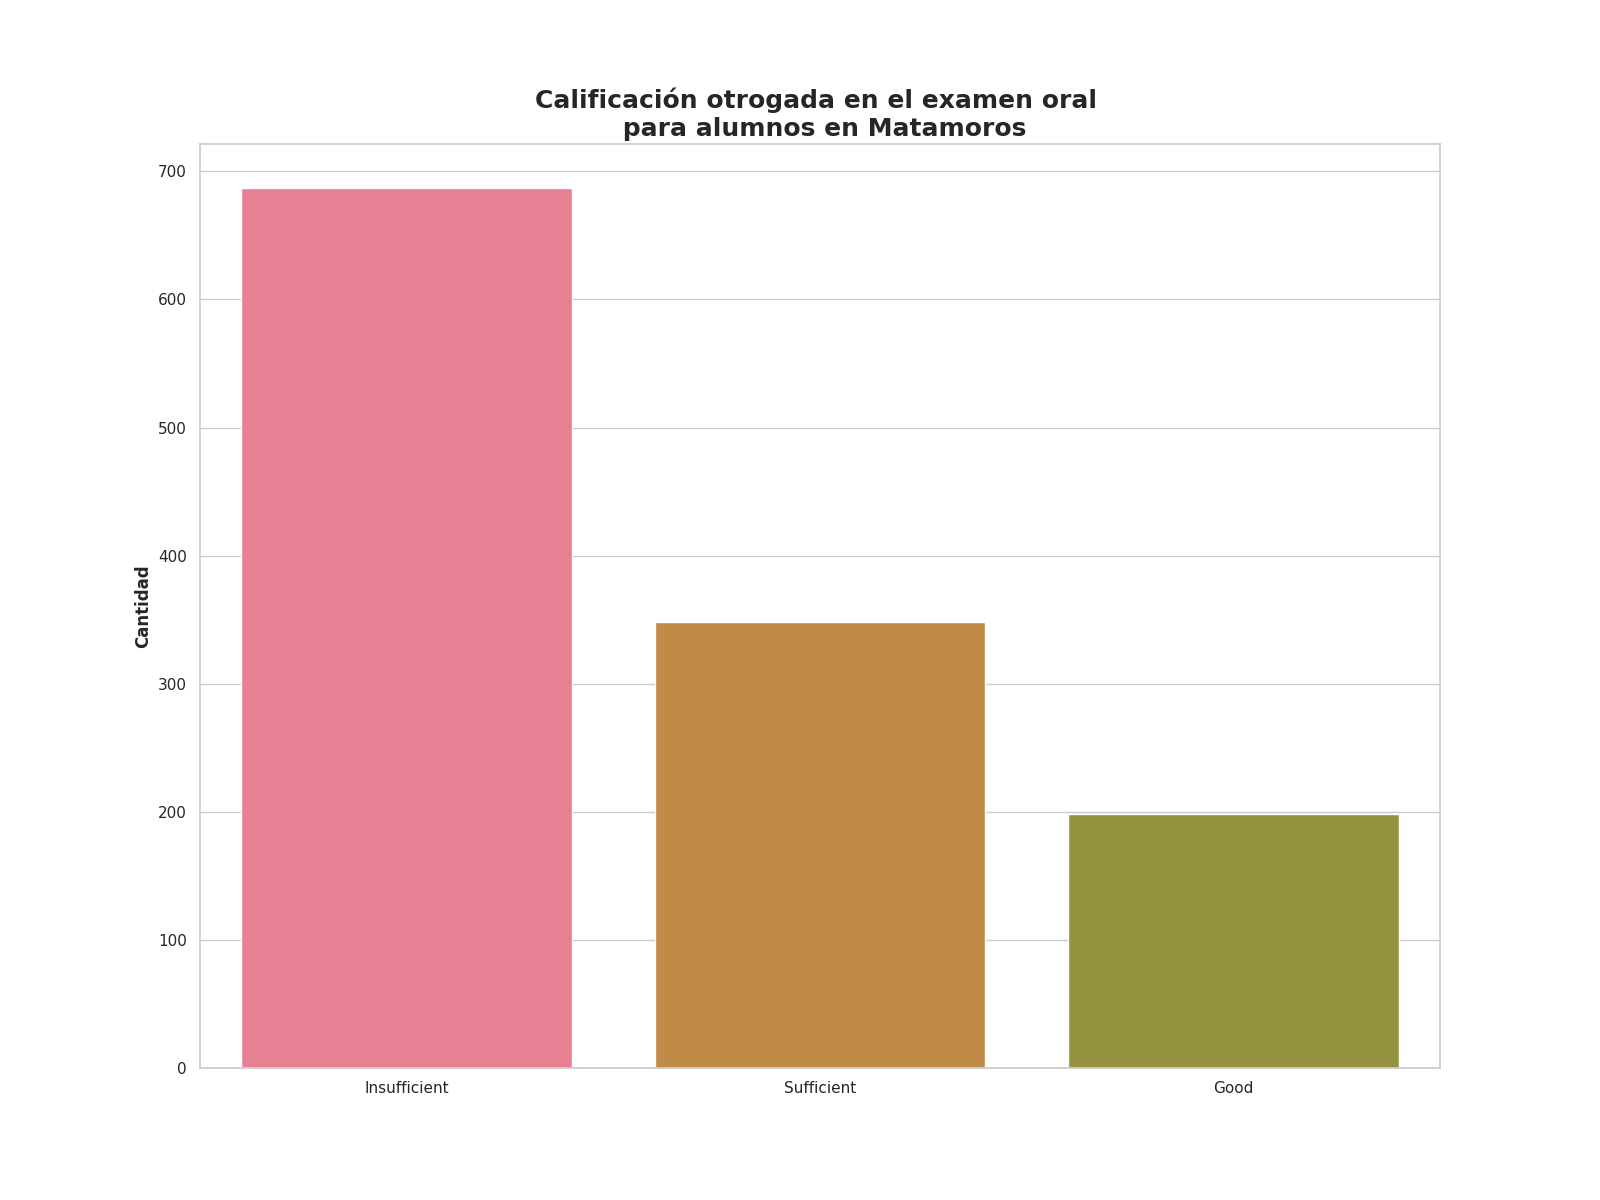 Calificación otrogada en el examen oral
para alumnos en Matamoros
700
600
500
400
300
200
100
0
Cantidad
Insufficient
Sufficient
Good